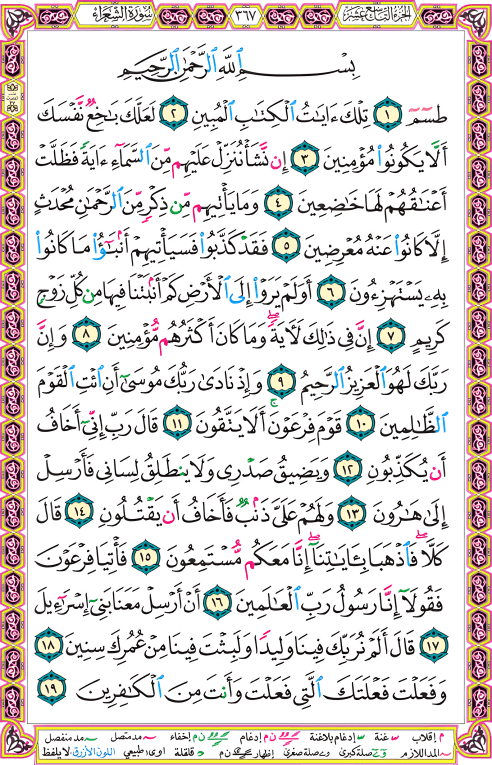 الجزء التاسع عشر ٣٦٧ سورة الشعراء
بِسْمِ ٱللَّهِ ٱلرَّحْمَٰنِ ٱلرَّحِيمِ
طسٓمٓ ١ تِلْكَ ءَايَٰتُ ٱلْكِتَٰبِ ٱلْمُبِينِ ٢ لَعَلَّكَ بَٰخِعٌ نَّفْسَكَ
أَلَّا يَكُونُوا۟ مُؤْمِنِينَ ٣ إِن نَّشَأْ نُنَزِّلْ عَلَيْهِم مِّنَ ٱلسَّمَآءِ ءَايَةً فَظَلَّتْ
أَعْنَٰقُهُمْ لَهَا خَٰضِعِينَ ٤ وَمَا يَأْتِيهِم مِّن ذِكْرٍ مِّنَ ٱلرَّحْمَٰنِ مُحْدَثٍ
إِلَّا كَانُوا۟ عَنْهُ مُعْرِضِينَ ٥ فَقَدْ كَذَّبُوا۟ فَسَيَأْتِيهِمْ أَنۢبَٰٓؤُا۟ مَا كَانُوا۟
بِهِۦ يَسْتَهْزِءُونَ ٦ أَوَلَمْ يَرَوْا۟ إِلَى ٱلْأَرْضِ كَمْ أَنۢبَتْنَا فِيهَا مِن كُلِّ زَوْجٍ
كَرِيمٍ ٧ إِنَّ فِى ذَٰلِكَ لَءَايَةً ۖ وَمَا كَانَ أَكْثَرُهُم مُّؤْمِنِينَ ٨ وَإِنَّ
رَبَّكَ لَهُوَ ٱلْعَزِيزُ ٱلرَّحِيمُ ٩ وَإِذْ نَادَىٰ رَبُّكَ مُوسَىٰٓ أَنِ ٱئْتِ ٱلْقَوْمَ
ٱلظَّٰلِمِينَ ١٠ قَوْمَ فِرْعَوْنَ ۚ أَلَا يَتَّقُونَ ١١ قَالَ رَبِّ إِنِّىٓ أَخَافُ
أَن يُكَذِّبُونِ ١٢ وَيَضِيقُ صَدْرِى وَلَا يَنطَلِقُ لِسَانِى فَأَرْسِلْ
إِلَىٰ هَٰرُونَ ١٣ وَلَهُمْ عَلَىَّ ذَنۢبٌ فَأَخَافُ أَن يَقْتُلُونِ ١٤ قَالَ
كَلَّا ۖ فَٱذْهَبَا بِـَٔايَٰتِنَآ ۖ إِنَّا مَعَكُم مُّسْتَمِعُونَ ١٥ فَأْتِيَا فِرْعَوْنَ
فَقُولَآ إِنَّا رَسُولُ رَبِّ ٱلْعَٰلَمِينَ ١٦ أَنْ أَرْسِلْ مَعَنَا بَنِىٓ إِسْرَٰٓءِيلَ
١٧ قَالَ أَلَمْ نُرَبِّكَ فِينَا وَلِيدًا وَلَبِثْتَ فِينَا مِنْ عُمُرِكَ سِنِينَ ١٨
وَفَعَلْتَ فَعْلَتَكَ ٱلَّتِى فَعَلْتَ وَأَنتَ مِنَ ٱلْكَٰفِرِينَ ١٩
م إقلاب غنة إدغام بلاغنة ن م إدغام ن م إخفاء مد متصل مد منفصل
المد اللازم صلة كبرى صلة صغرى إظهار قلقلة اوى: طبيعي اللون الأزرق: لا يلفظ